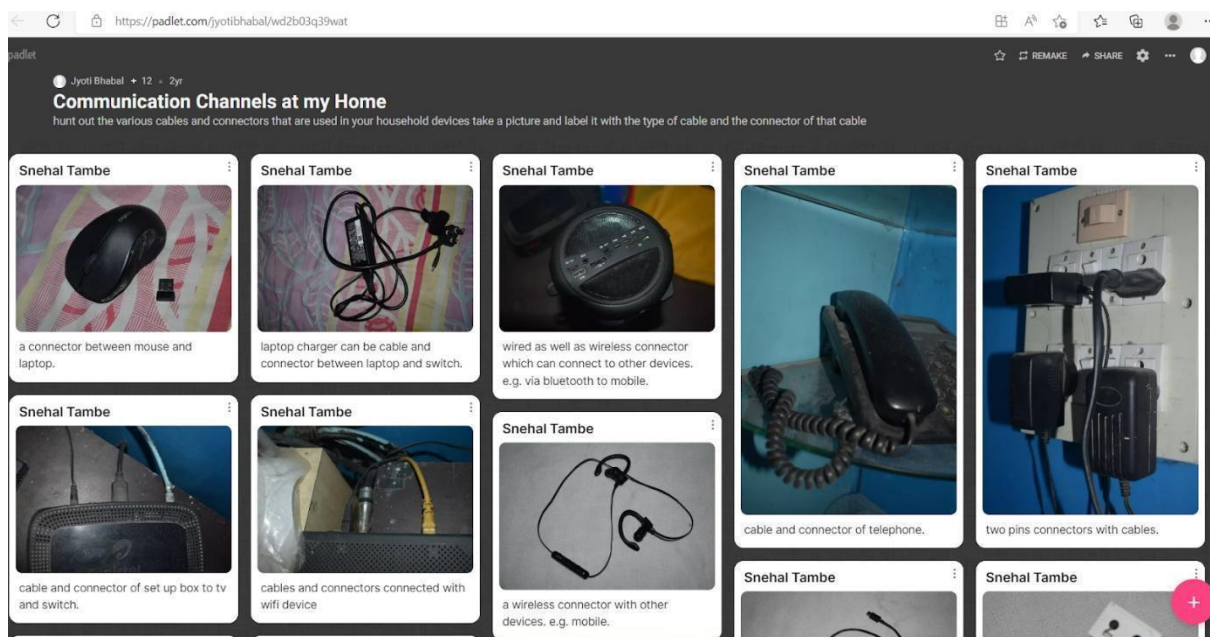 https://padlet.com/jyotibhabal/wd2b03q39wat
padlet
REMAKE
SHARE
Jyoti Bhabal + 12 • 2yr
Communication Channels at my Home
hunt out the various cables and connectors that are used in your household devices take a picture and label it with the type of cable and the connector of that cable
Snehal Tambe
a connector between mouse and
laptop.
Snehal Tambe
laptop charger can be cable and
connector between laptop and switch.
Snehal Tambe
wired as well as wireless connector
which can connect to other devices.
e.g. via bluetooth to mobile.
Snehal Tambe
cable and connector of telephone.
Snehal Tambe
two pins connectors with cables.
Snehal Tambe
cable and connector of set up box to tv
and switch.
Snehal Tambe
cables and connectors connected with
wifi device
Snehal Tambe
a wireless connector with other
devices. e.g. mobile.
Snehal Tambe
Snehal Tambe